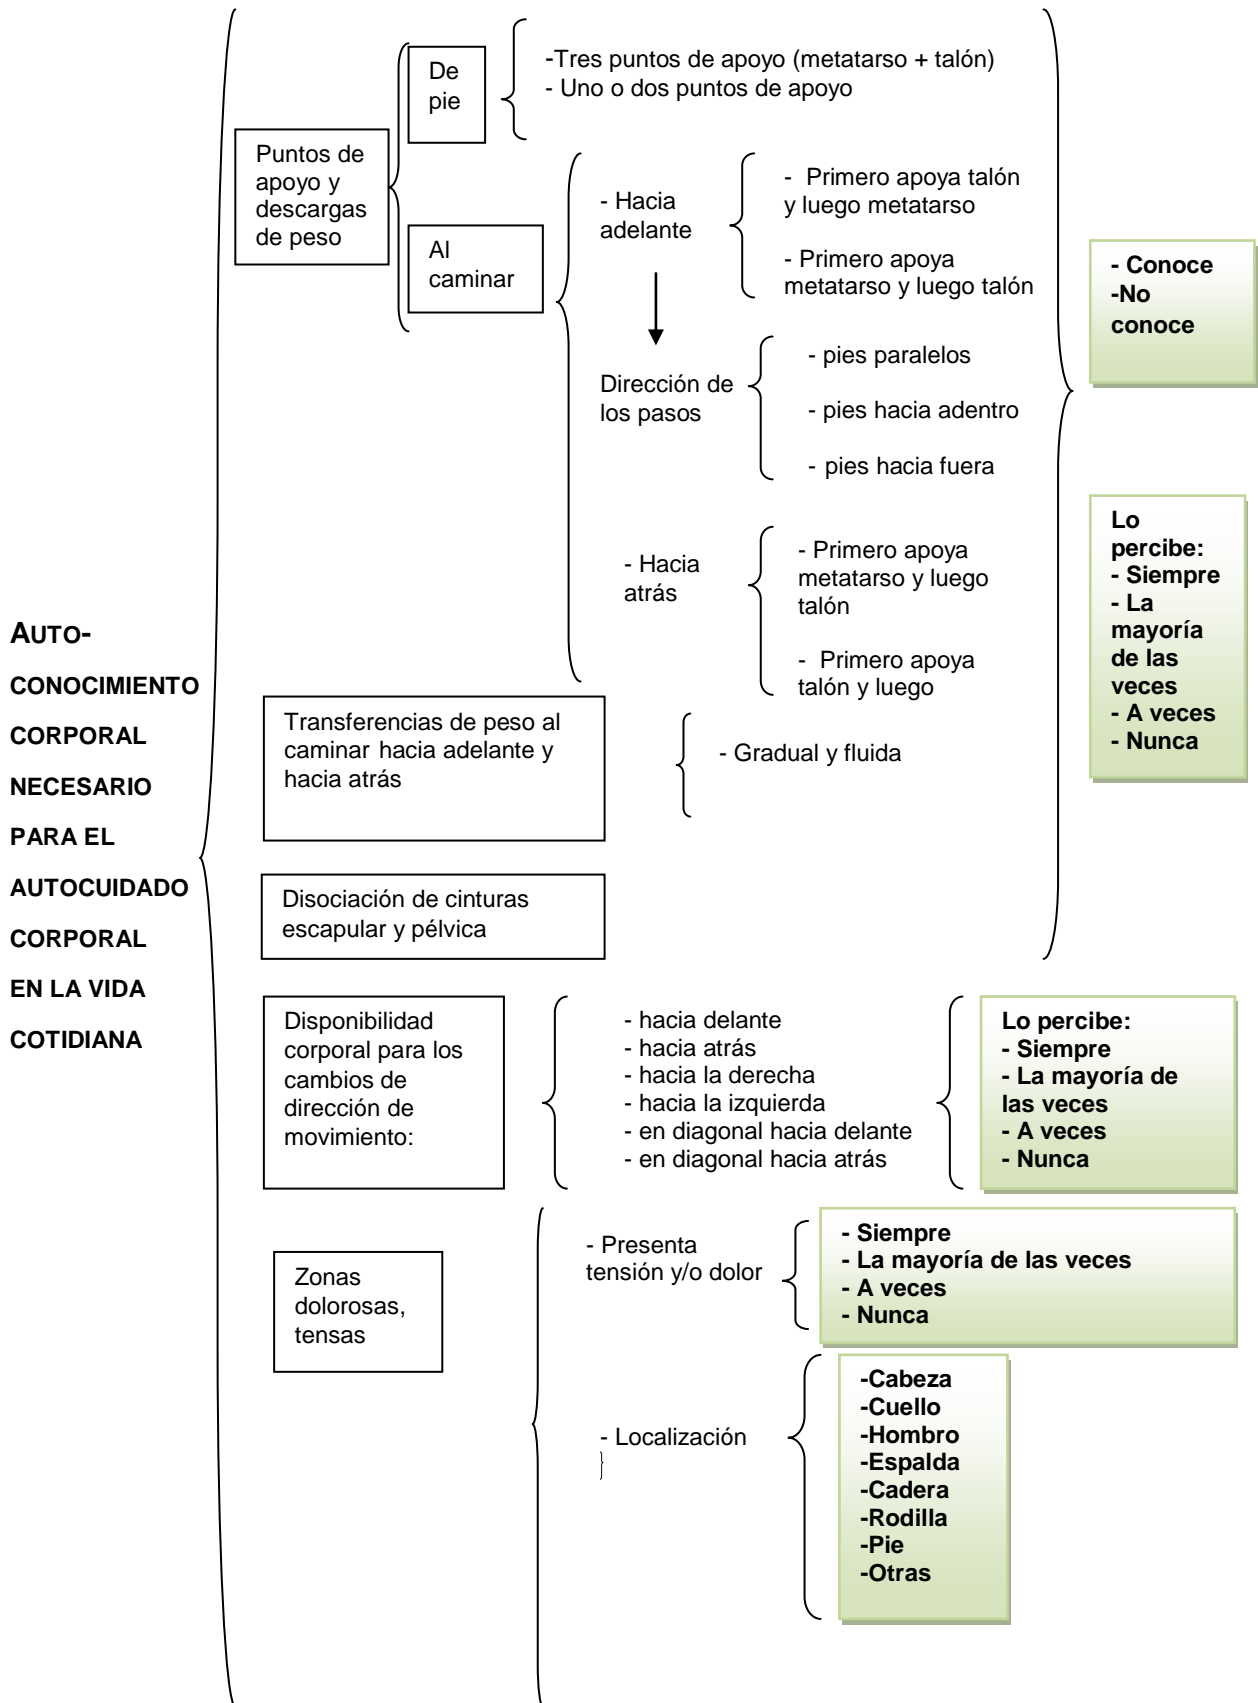 AUTO-
CONOCIMIENTO
CORPORAL
NECESARIO
PARA EL
AUTOCUIDADO
CORPORAL
EN LA VIDA
COTIDIANA
Puntos de
apoyo y
descargas
de peso
De
pie
-Tres puntos de apoyo (metatarso + talón)
- Uno o dos puntos de apoyo
Al
caminar
- Hacia
adelante
- Primero apoya talón
y luego metatarso
- Primero apoya
metatarso y luego talón
Dirección de
los pasos
- pies paralelos
- pies hacia adentro
- pies hacia fuera
- Hacia
atrás
- Primero apoya
metatarso y luego
talón
- Primero apoya
talón y luego
Transferencias de peso al
caminar hacia adelante y
hacia atrás
- Gradual y fluida
Disociación de cinturas
escapular y pélvica
- Conoce
-No
conoce
Lo
percibe:
- Siempre
- La
mayoría
de las
veces
- A veces
- Nunca
Disponibilidad
corporal para los
cambios de
dirección de
movimiento:
- hacia delante
- hacia atrás
- hacia la derecha
- hacia la izquierda
- en diagonal hacia delante
- en diagonal hacia atrás
Lo percibe:
- Siempre
- La mayoría de
las veces
- A veces
- Nunca
Zonas
dolorosas,
tensas
- Presenta
tensión y/o dolor
- Siempre
- La mayoría de las veces
- A veces
- Nunca
- Localización
-Cabeza
-Cuello
-Hombro
-Espalda
-Cadera
-Rodilla
-Pie
-Otras